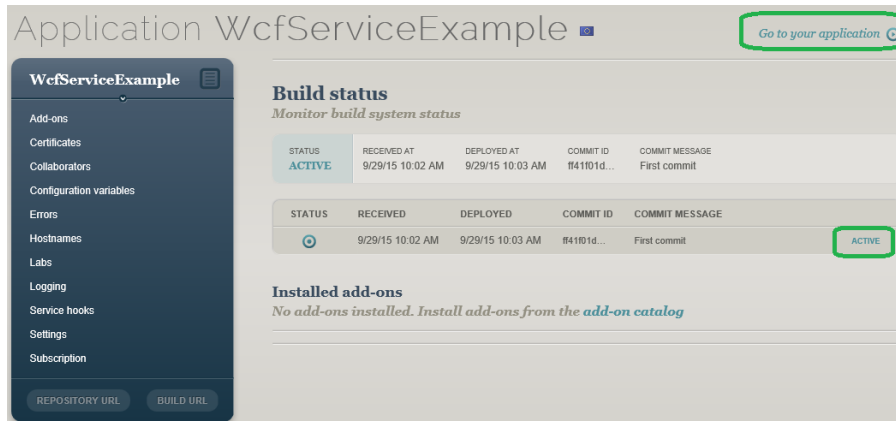 Application WcfServiceExample
Go to your application
WcfServiceExample
Add-ons
Certificates
Collaborators
Configuration variables
Errors
Hostnames
Labs
Logging
Service hooks
Settings
Subscription
REPOSITORY URL BUILD URL
Build status
Monitor build system status
STATUS RECEIVED AT DEPLOYED AT COMMIT ID COMMIT MESSAGE
ACTIVE 9/29/15 10:02 AM 9/29/15 10:03 AM ff41f01d... First commit
STATUS RECEIVED DEPLOYED COMMIT ID COMMIT MESSAGE
9/29/15 10:02 AM 9/29/15 10:03 AM ff41f01d... First commit ACTIVE
Installed add-ons
No add-ons installed. Install add-ons from the add-on catalog